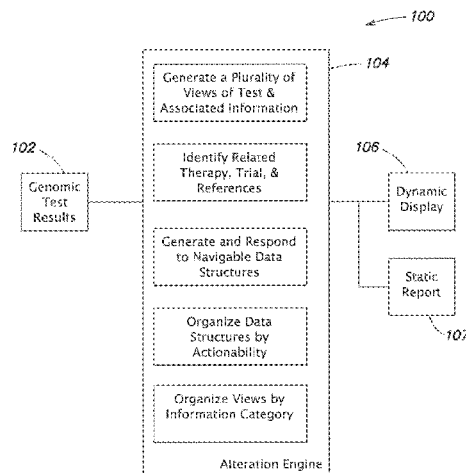 100
104
Generate a Plurality of
Views of Test &
Associated Information
102
Genomic Test
Results
Identify Related
Therapy, Trial, &
References
106
Dynamic
Display
Generate and Respond
to Navigable Data
Structures
Static
Report
107
Organize Data
Structures by
Actionability
Organize Views by
Information Category
Alteration Engine